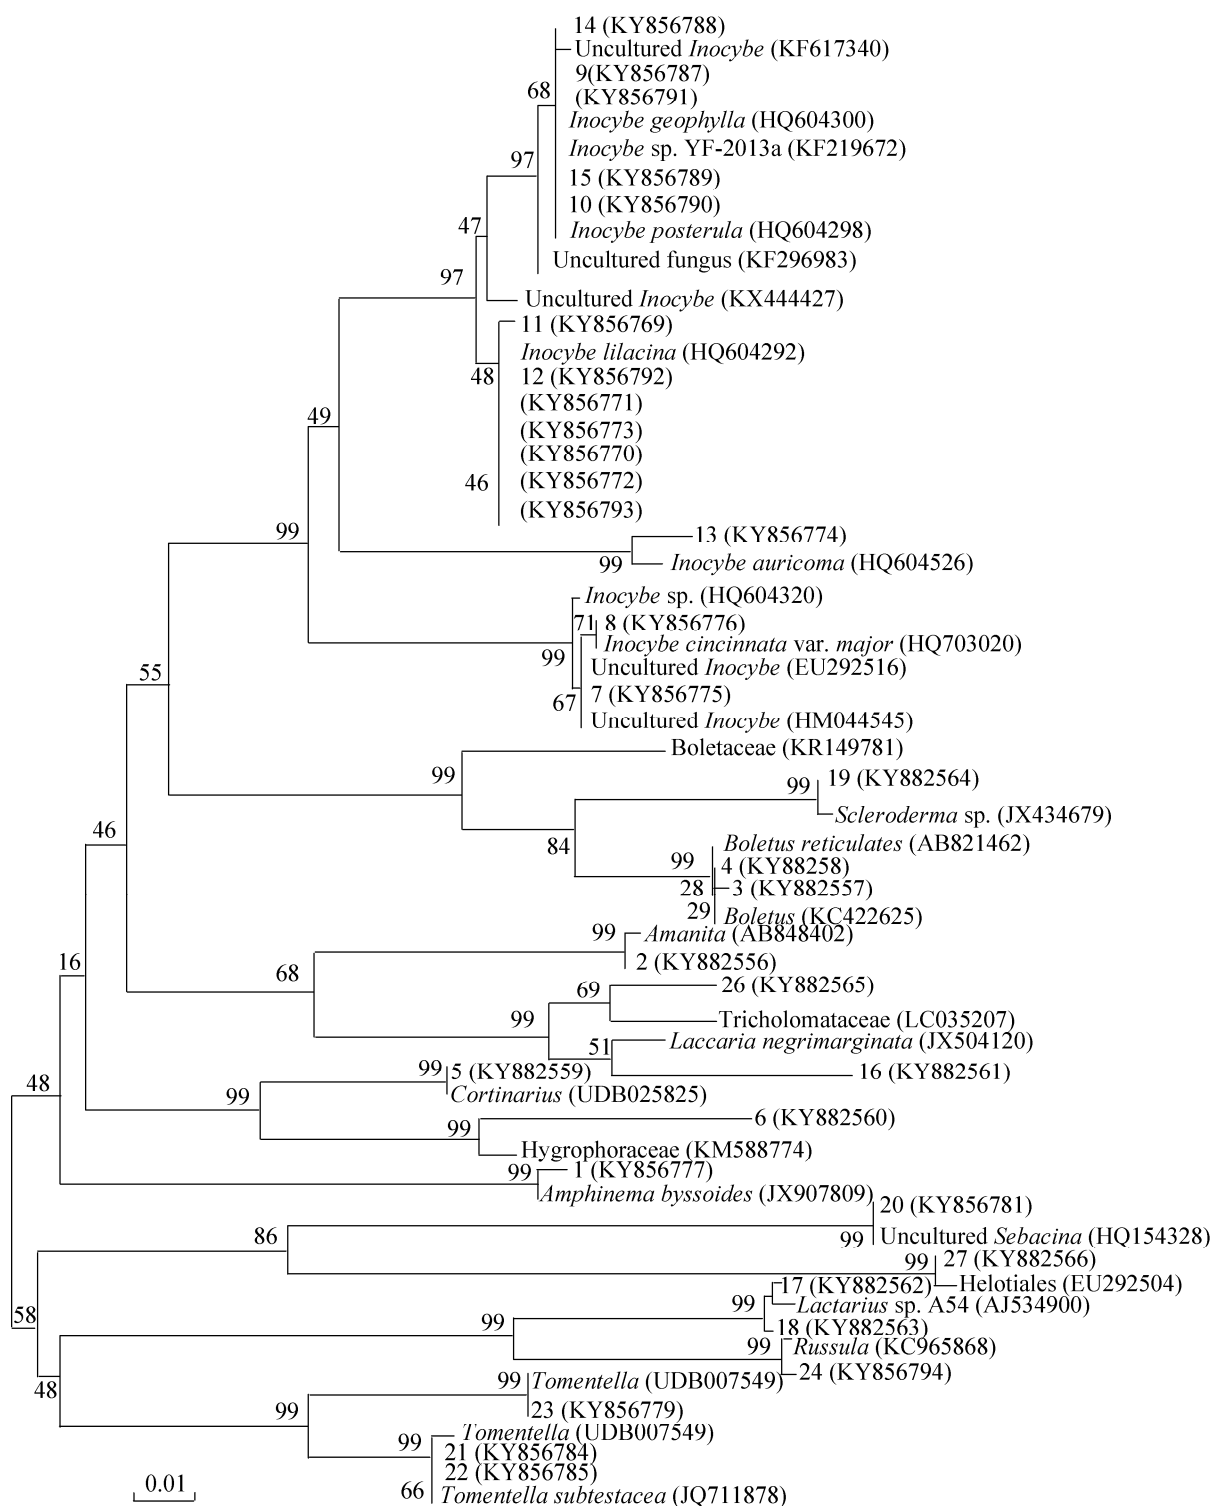 14 (KY856788)
Uncultured Inocybe (KF617340)
9(KY856787)
68 (KY856791)
Inocybe geophylla (HQ604300)
Inocybe sp. YF-2013a (KF219672)
97
15 (KY856789)
10 (KY856790)
47 Inocybe posterula (HQ604298)
Uncultured fungus (KF296983)
97
Uncultured Inocybe (KX444427)
11 (KY856769)
Inocybe lilacina (HQ604292)
48 12 (KY856792)
(KY856771)
49
(KY856773)
(KY856770)
46 (KY856772)
(KY856793)
99 13 (KY856774)
99 Inocybe auricoma (HQ604526)
Inocybe sp. (HQ604320)
71 8 (KY856776)
Inocybe cincinnata var. major (HQ703020)
99
55 Uncultured Inocybe (EU292516)
7 (KY856775)
67
Uncultured Inocybe (HM044545)
Boletaceae (KR149781)
99 19 (KY882564)
99
Scleroderma sp. (JX434679)
46
84 Boletus reticulates (AB821462)
99 4 (KY88258)
28 3 (KY882557)
29 Boletus (KC422625)
99 Amanita (AB848402)
16 2 (KY882556)
68
26 (KY882565)
69
99 Tricholomataceae (LC035207)
51 Laccaria negrimarginata (JX504120)
99 5 (KY882559) 16 (KY882561)
48
99 Cortinarius (UDB025825)
6 (KY882560)
99
Hygrophoraceae (KM588774)
99 1 (KY856777)
Amphinema byssoides (JX907809)
20 (KY856781)
86 99 Uncultured Sebacina (HQ154328)
99 27 (KY882566)
17 (KY882562) Helotiales (EU292504)
99 Lactarius sp. A54 (AJ534900)
58
99 18 (KY882563)
99 Russula (KC965868)
24 (KY856794)
48 99 Tomentella (UDB007549)
99 23 (KY856779)
Tomentella (UDB007549)
99 21 (KY856784)
22 (KY856785)
0.01 66 Tomentella subtestacea (JQ711878)